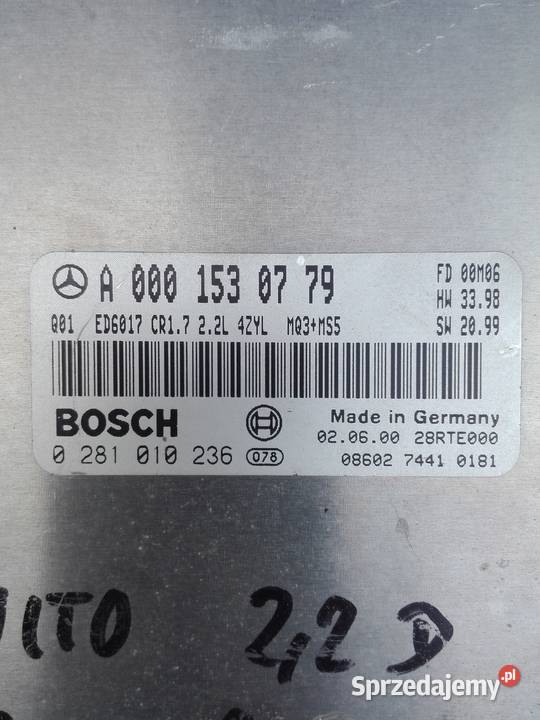 A 000 153 07 79
FD 00M06
HW 33.98
Q01 ED6017 CR1.7 2.2L 4ZYL MQ3+MS5 SW 20.99
BOSCH
Made in Germany
02.06.00 28RTE000
0 281 010 236 078
08602 7441 0181
VITO 2,2 D
Sprzedajemy.pl